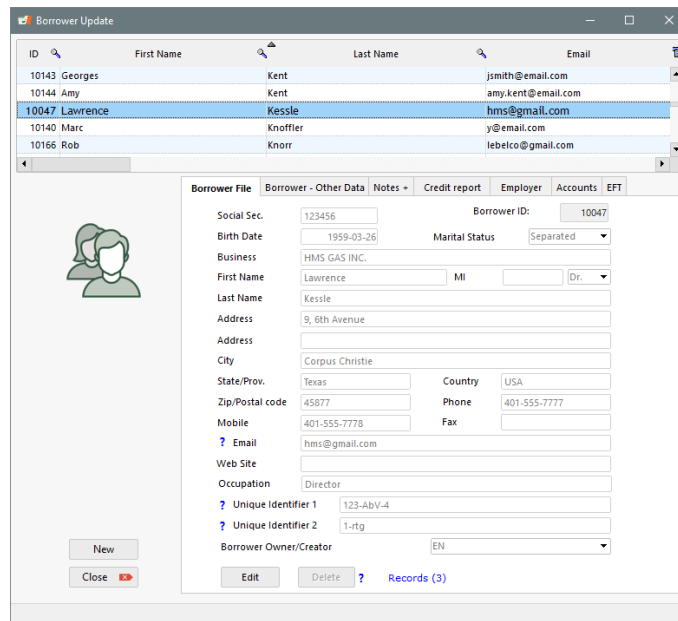 Borrower Update
ID First Name Last Name Email
10143 Georges Kent jsmith@email.com
10144 Amy Kent amy.kent@email.com
10047 Lawrence Kessle hms@gmail.com
10140 Marc Knoffler y@email.com
10166 Rob Knorr lebelco@gmail.com
Borrower File Borrower - Other Data Notes + Credit report Employer Accounts EFT
Social Sec. 123456 Borrower ID: 10047
Birth Date 1959-03-26 Marital Status Separated
Business HMS GAS INC.
First Name Lawrence MI Dr.
Last Name Kessle
Address 9, 6th Avenue
Address
City Corpus Christie
State/Prov. Texas Country USA
Zip/Postal code 45877 Phone 401-555-7777
Mobile 401-555-7778 Fax
? Email hms@gmail.com
Web Site
Occupation Director
? Unique Identifier 1 123-AbV-4
? Unique Identifier 2 1-rtg
Borrower Owner/Creator EN
New
Close Edit Delete ? Records (3)